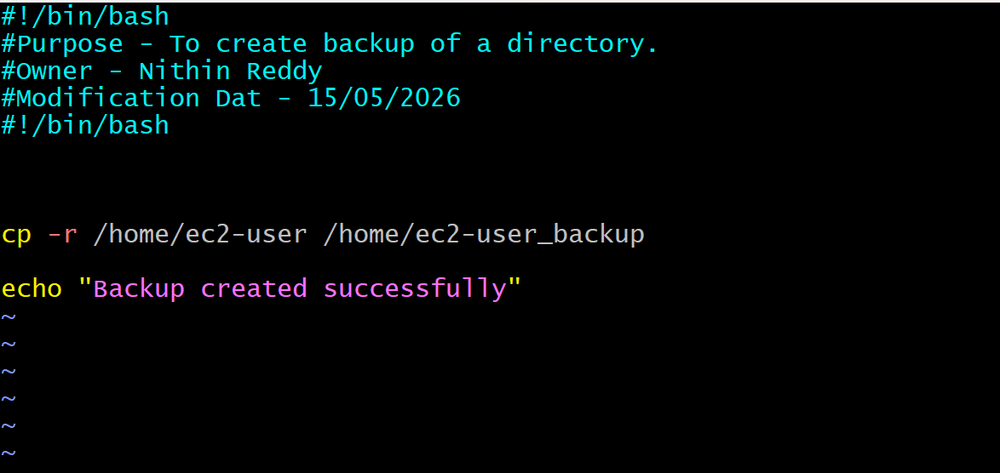 #!/bin/bash
#Purpose - To create backup of a directory.
#Owner - Nithin Reddy
#Modification Dat - 15/05/2026
#!/bin/bash
cp -r /home/ec2-user /home/ec2-user_backup
echo "Backup created successfully"
~
~
~
~
~
~